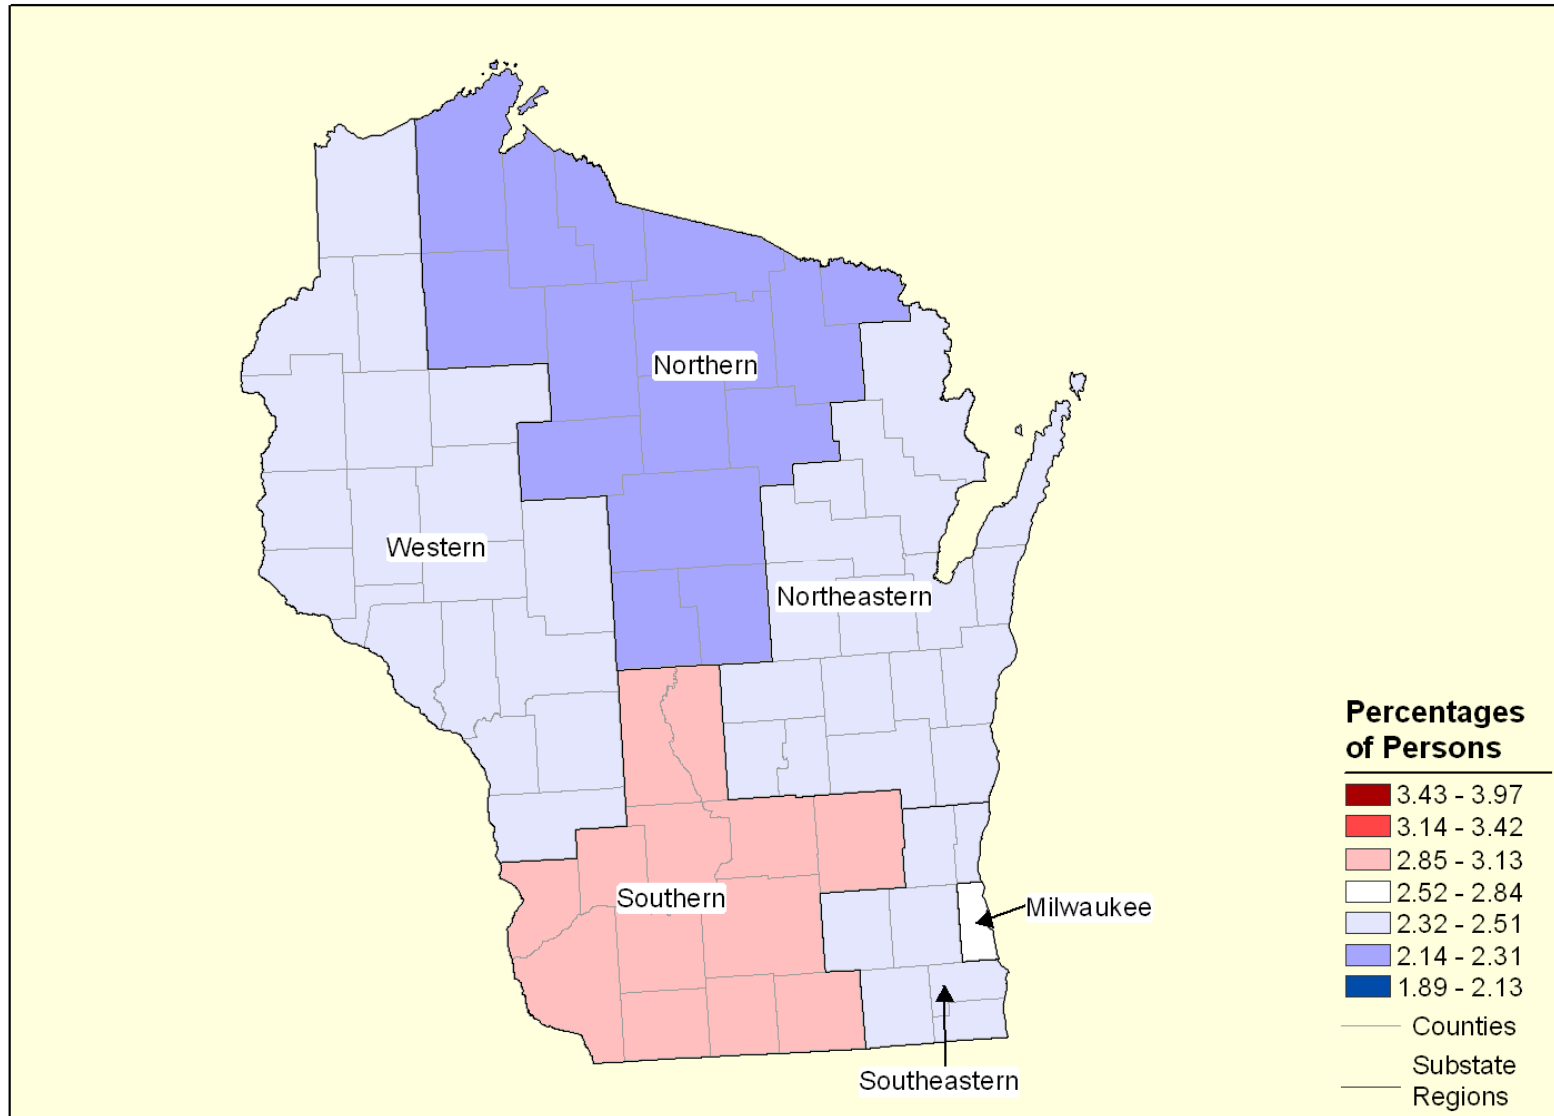 Northern
Western
Northeastern
Southern
Milwaukee
Southeastern
Percentages
of Persons
3.43 - 3.97
3.14 - 3.42
2.85 - 3.13
2.52 - 2.84
2.32 - 2.51
2.14 - 2.31
1.89 - 2.13
Counties
Substate
Regions